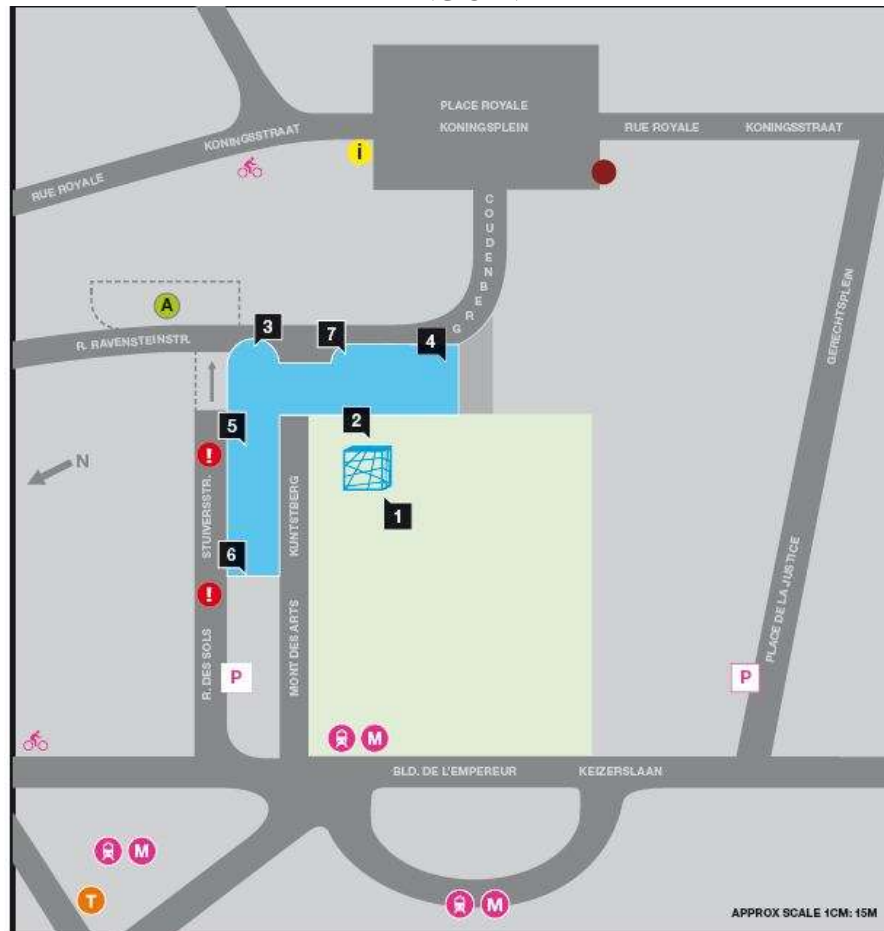 PLACE ROYALE
KONINGSPLEIN
RUE ROYALE KONINGSSTRAAT
RUE ROYALE KONINGSSTRAAT
i
COUDENBERG
A
3
7
4
R. RAVENSTEINSTR.
GERECHTSPLEIN
PLACE DE LA JUSTICE
5
2
!
N
STUIVERSSTR.
KUNTSTBERG
1
6
!
R. DES SOLS
MONT DES ARTS
P
P
M
BLD. DE L'EMPEREUR KEIZERSLAAN
M
T
M
APPROX SCALE 1CM: 15M